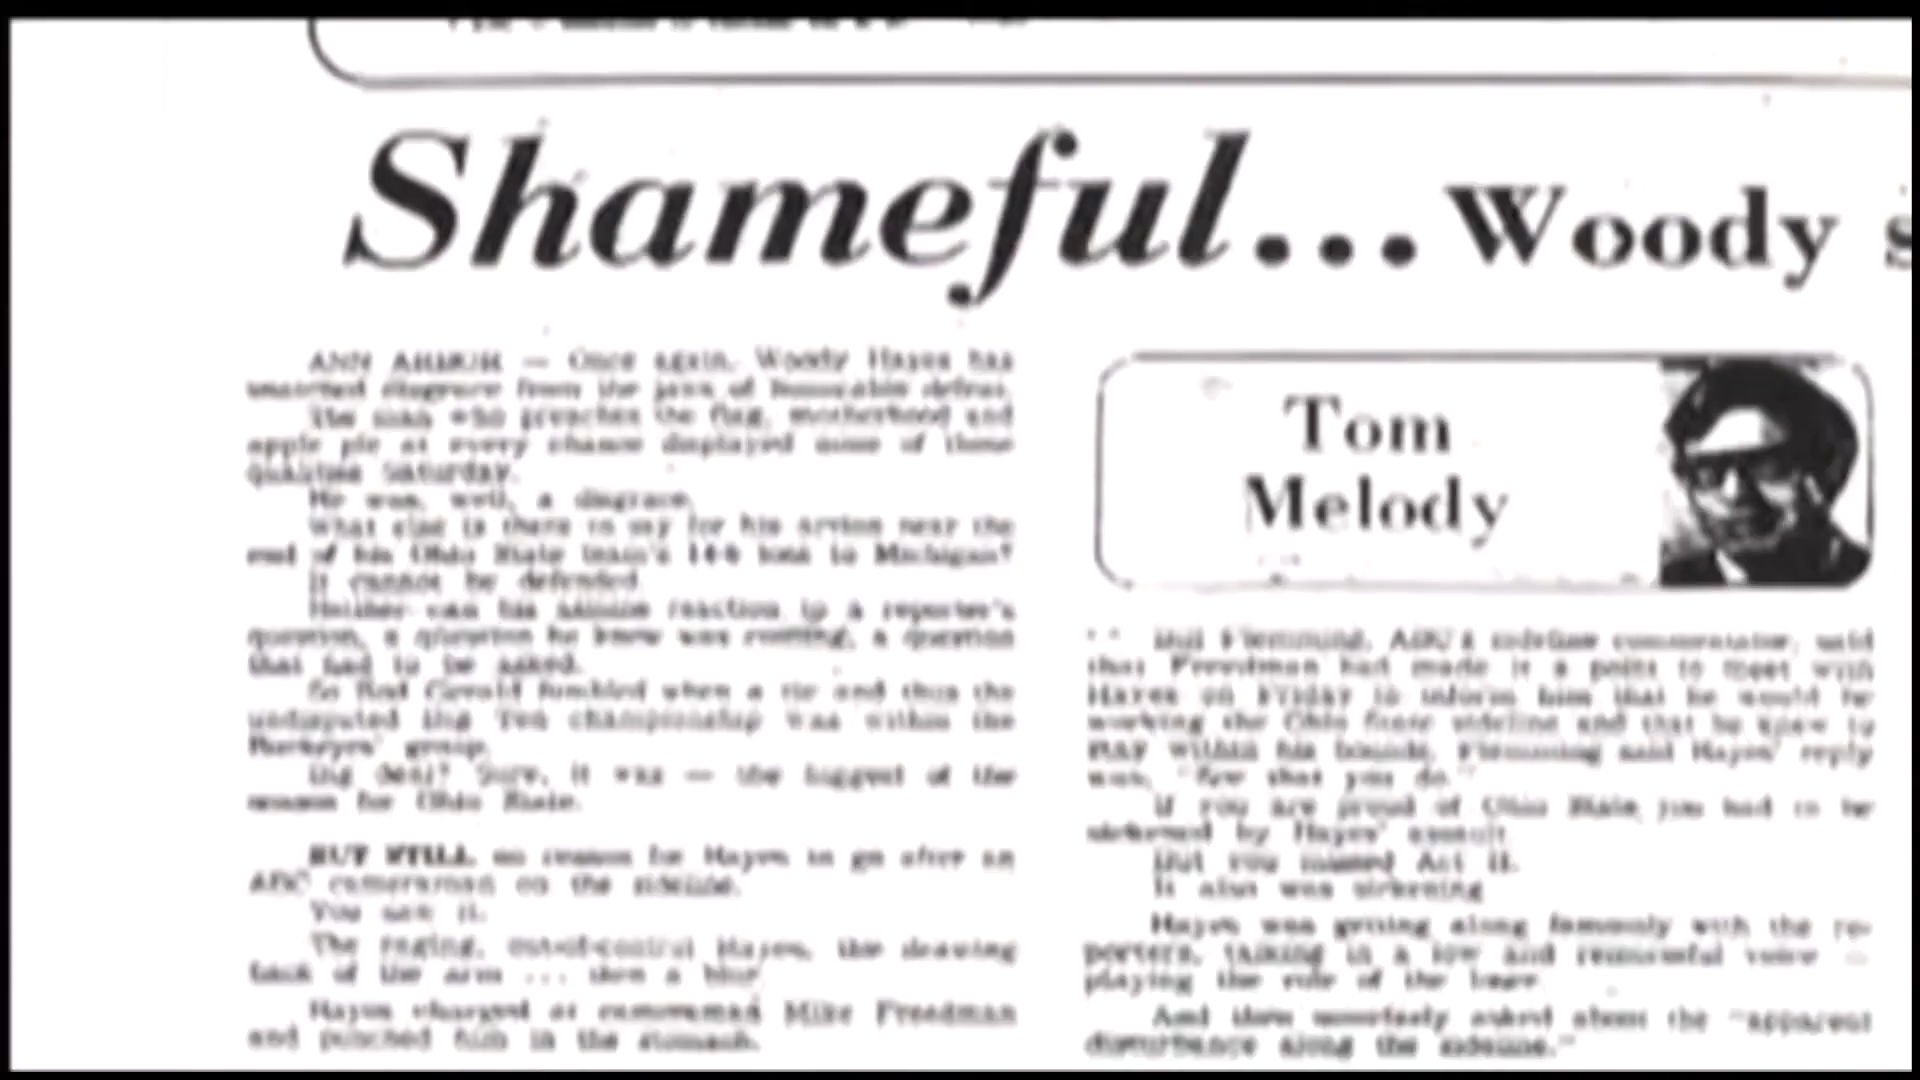 Shameful... Woody s
ANN ARBOR — Once again, Woody Hayes has
snatched disgrace from the jaws of honorable defeat.
The man who preaches the flag, motherhood and
apple pie at every chance displayed none of those
qualities Saturday.
He was, well, a disgrace.
What else is there to say for his action near the
end of his Ohio State team's 14-6 loss to Michigan?
It cannot be defended.
Neither can his asinine reaction to a reporter's
question, a question he knew was coming, a question
that had to be asked.
So Rod Gerald fumbled when a tie and thus the
undisputed Big Ten championship was within the
Buckeyes' grasp.
Big deal? Sure, it was — the biggest of the
season for Ohio State.
BUT STILL no reason for Hayes to go after an
ABC cameraman on the sideline.
You saw it.
The raging, out-of-control Hayes, the drawing
back of the arm ... then a blur.
Hayes charged at cameraman Mike Freedman
and punched him in the stomach.
Tom
Melody
Bill Flemming, ABC's sideline commentator, said
that Freedman had made it a point to meet with
Hayes on Friday to inform him that he would be
working the Ohio State sideline and that he knew to
stay within his bounds. Flemming said Hayes' reply
was, "See that you do."
If you are proud of Ohio State you had to be
sickened by Hayes' assault.
But you missed Act II.
It also was sickening.
Hayes was getting along famously with the re-
porters, talking in a low and remorseful voice
playing the role of the loser.
And then somebody asked about the "apparent
disturbance along the sideline."